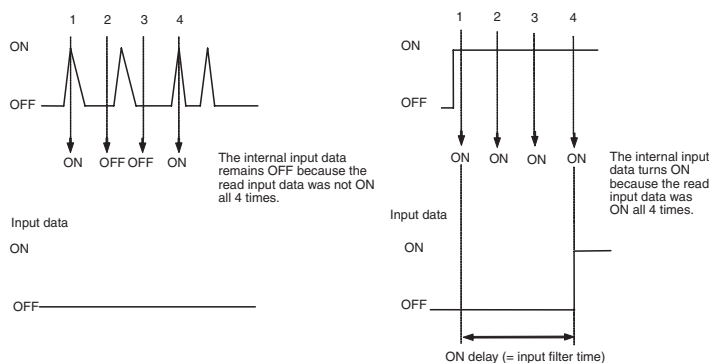 1 2 3 4
ON
OFF
ON OFF OFF ON
The internal input data
remains OFF because the
read input data was not ON
all 4 times.
Input data
ON
OFF
1 2 3 4
ON
OFF
ON ON ON ON
The internal input
data turns ON
because the read
input data was
ON all 4 times.
Input data
ON
OFF
ON delay (= input filter time)